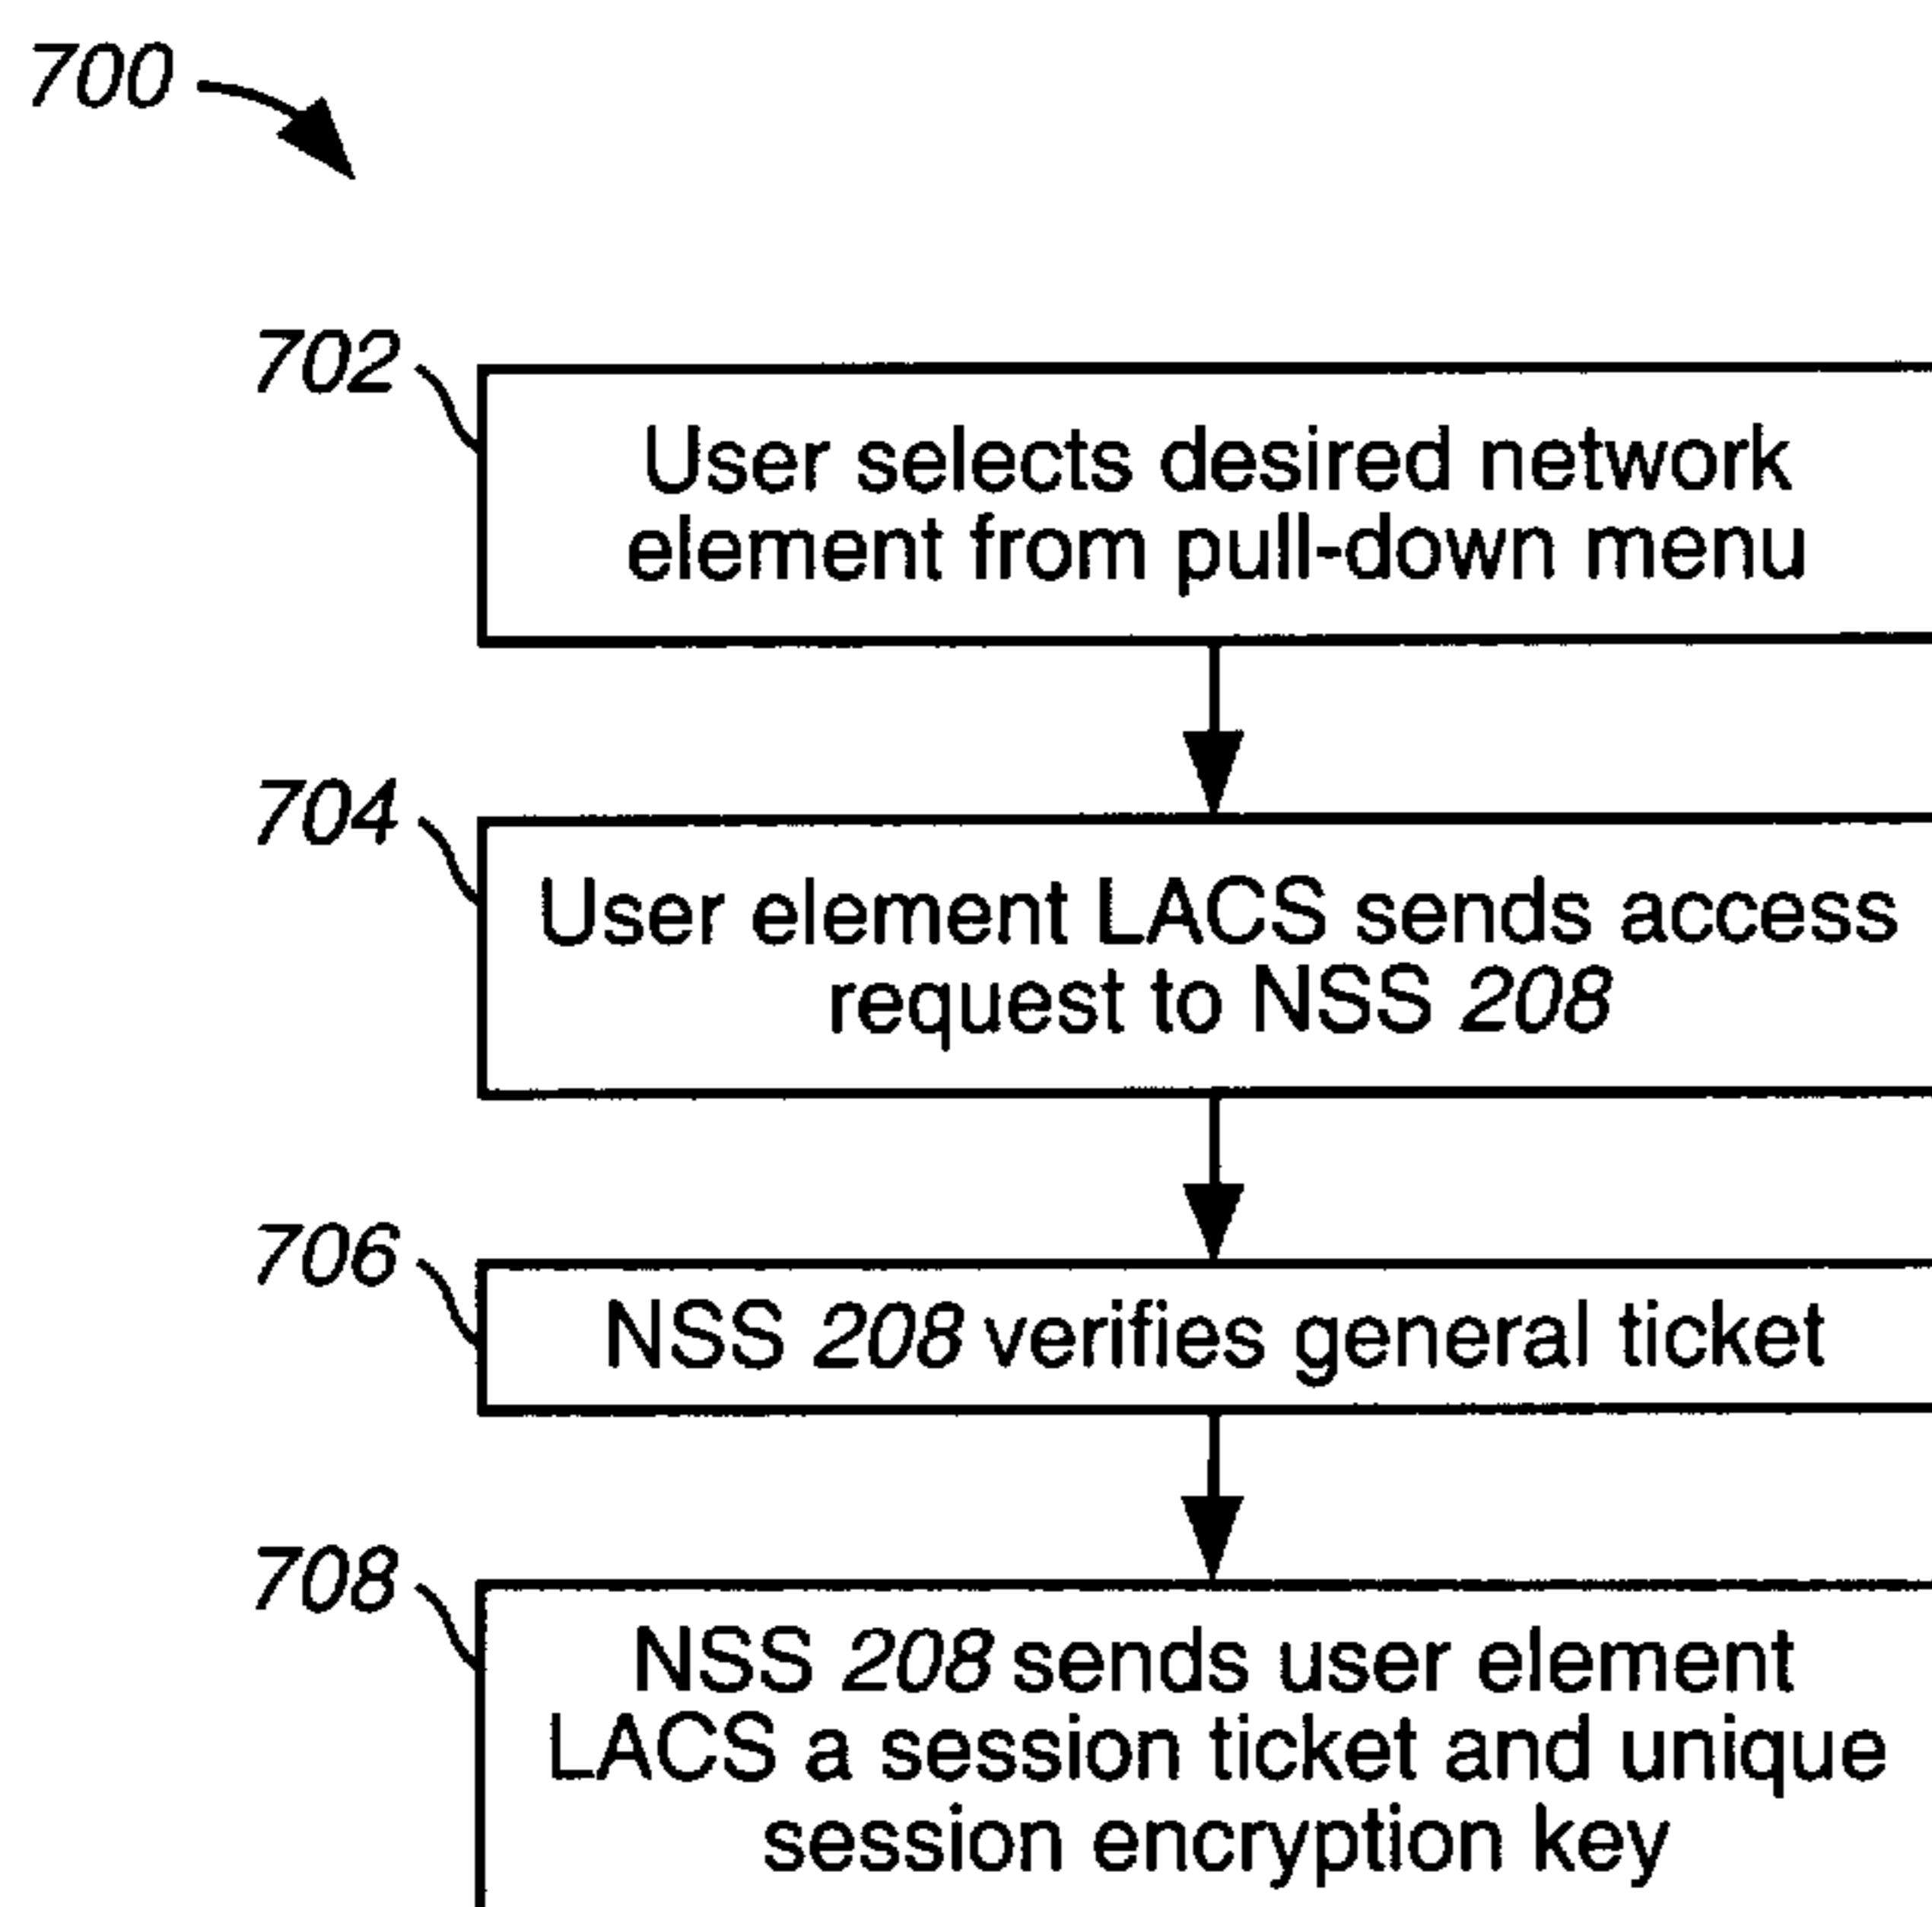 700
702
User selects desired network
element from pull-down menu
704
User element LACS sends access
request to NSS 208
706
NSS 208 verifies general ticket
708
NSS 208 sends user element
LACS a session ticket and unique
session encryption key